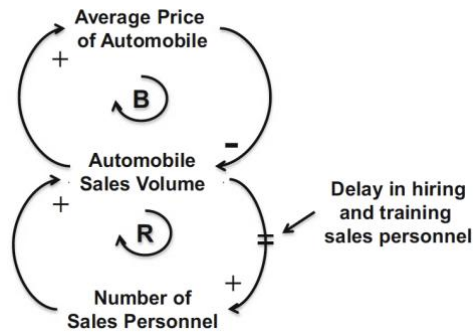 Average Price
of Automobile
+
B
-
Automobile
Sales Volume
+
R
Delay in hiring
and training
sales personnel
+
Number of
Sales Personnel